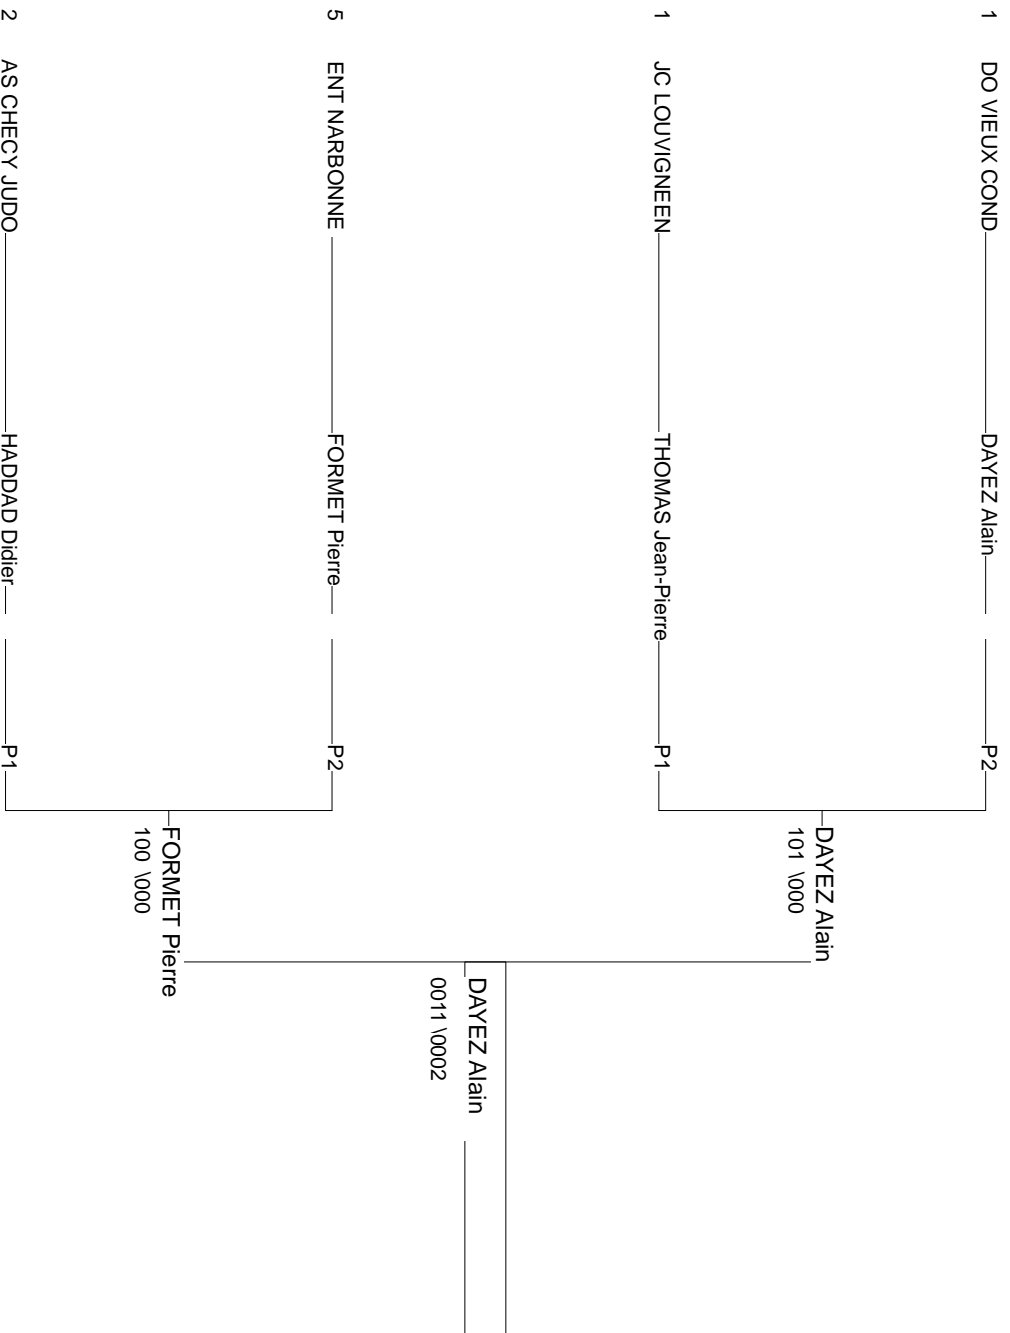 1 DO VIEUX COND DAYEZ Alain P2
DAYEZ Alain
101 \000
1 JC LOUVIGNEEN THOMAS Jean-Pierre P1
DAYEZ Alain
0011 \0002
5 ENT NARBONNE FORMET Pierre P2
FORMET Pierre
100 \000
2 AS CHECY JUDO HADDAD Didier P1